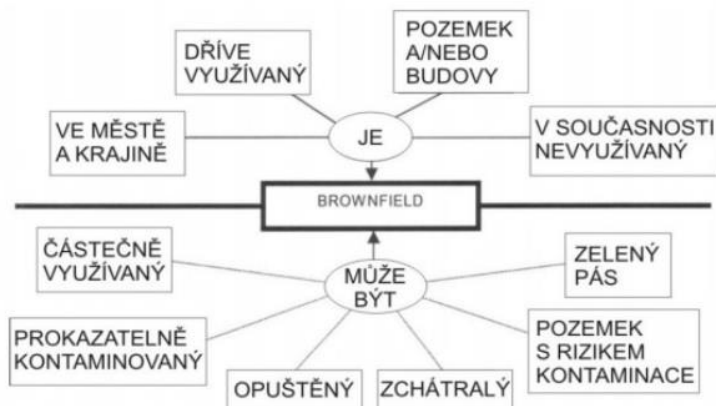 DŘÍVE
VYUŽÍVANÝ
POZEMEK
A/NEBO
BUDOVY
VE MĚSTĚ
A KRAJINĚ
JE
V SOUČASNOSTI
NEVYUŽÍVANÝ
BROWNFIELD
ČÁSTEČNĚ
VYUŽÍVANÝ
MŮŽE
BÝT
ZELENÝ
PÁS
PROKAZATELNĚ
KONTAMINOVANÝ
POZEMEK
S RIZIKEM
KONTAMINACE
OPUŠTĚNÝ
ZCHÁTRALÝ